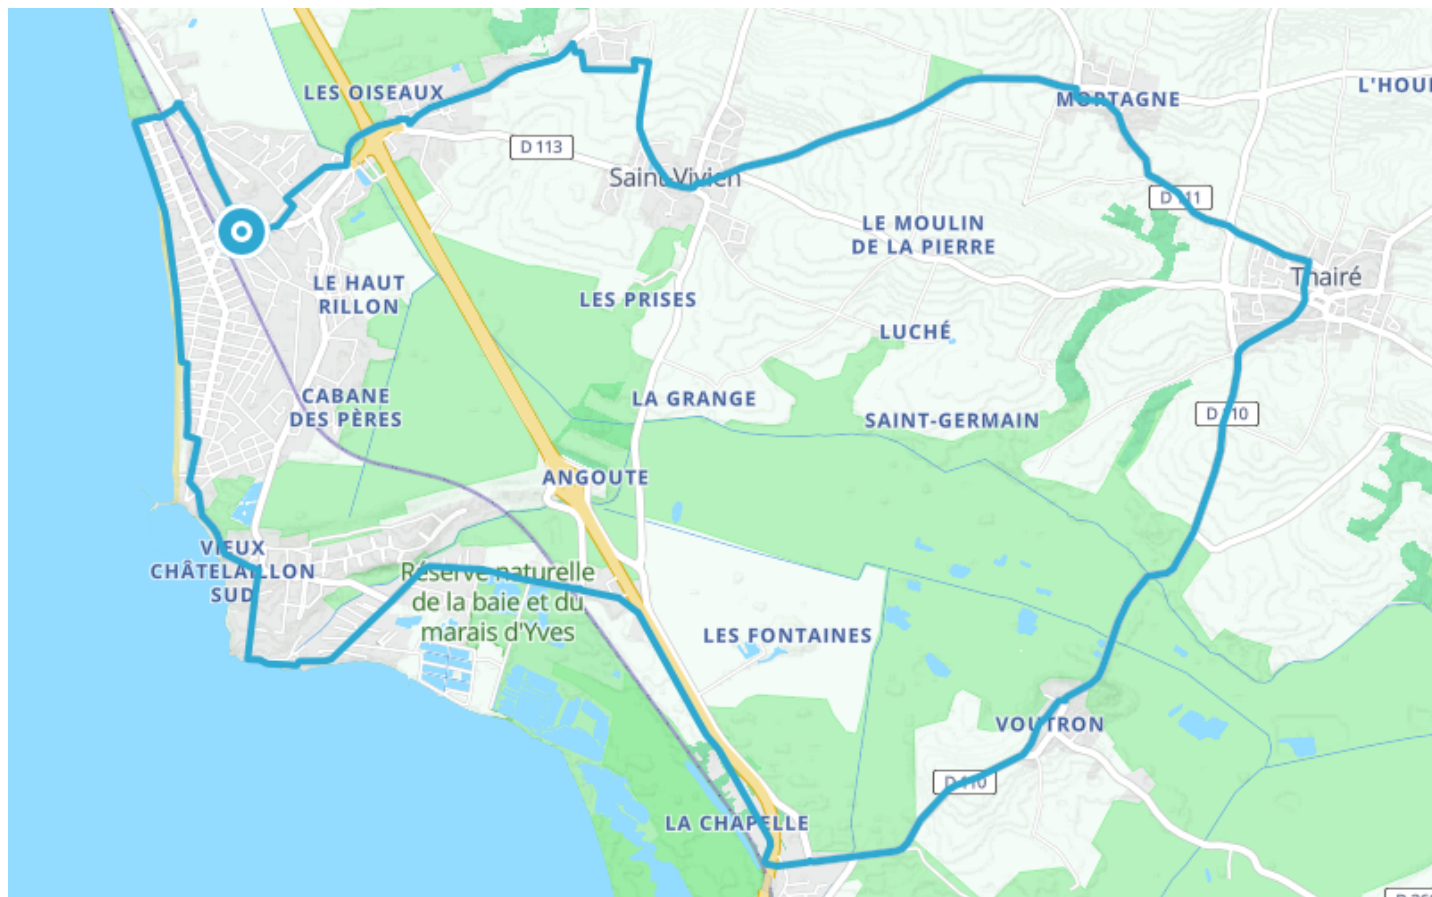 L'HOU
LES OISEAUX
MORTAGNE
D 113
Saint-Vivien
D 111
LE MOULIN
DE LA PIERRE
Thairé
LE HAUT
RILLON
LES PRISES
LUCHÉ
CABANE
DES PÈRES
LA GRANGE
D 110
SAINT-GERMAIN
ANGOUTE
VIEUX
CHÂTELAILLON
SUD
Réserve naturelle
de la baie et du
marais d'Yves
LES FONTAINES
VOUTRON
D 110
LA CHAPELLE